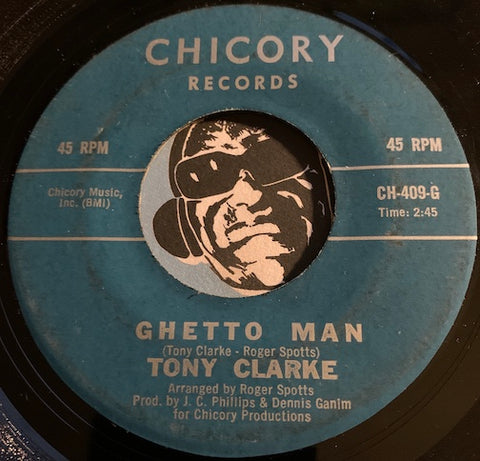 CHICORY
RECORDS
45 RPM
45 RPM
Chicory Music,
Inc. (BMI)
CH-409-G
Time: 2:45
GHETTO MAN
(Tony Clarke - Roger Spotts)
TONY CLARKE
Arranged by Roger Spotts
Prod. by J. C. Phillips & Dennis Ganim
for Chicory Productions